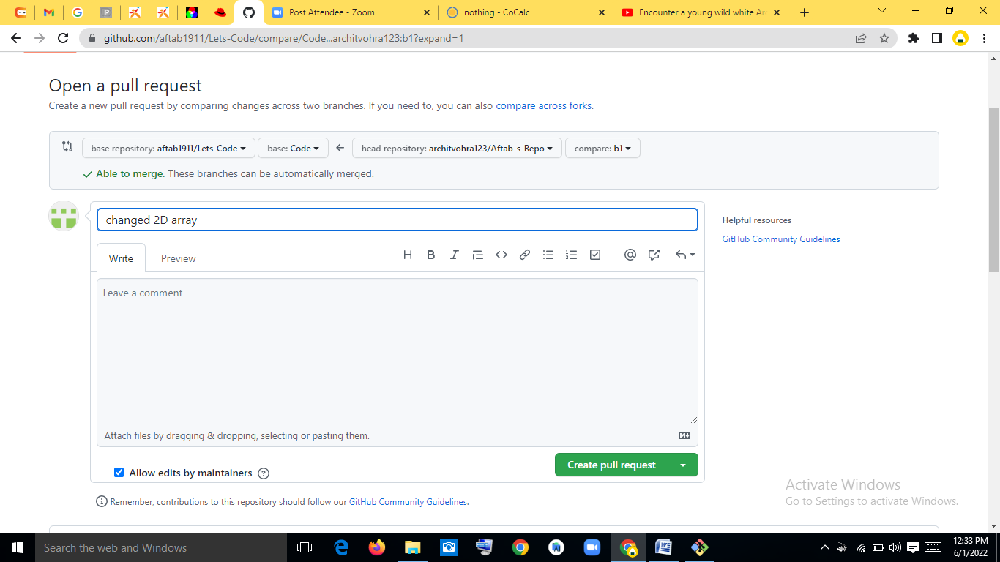 Post Attendee - Zoom
nothing - CoCalc
Encounter a young wild white Ar
github.com/aftab1911/Lets-Code/compare/Code...architvohra123:b1?expand=1
Open a pull request
Create a new pull request by comparing changes across two branches. If you need to, you can also compare across forks.
base repository: aftab1911/Lets-Code
base: Code
head repository: architvohra123/Aftab-s-Repo
compare: b1
Able to merge. These branches can be automatically merged.
changed 2D array
Helpful resources
GitHub Community Guidelines
Write
Preview
Leave a comment
Attach files by dragging & dropping, selecting or pasting them.
Allow edits by maintainers
Create pull request
Remember, contributions to this repository should follow our GitHub Community Guidelines.
Activate Windows
Go to Settings to activate Windows.
Search the web and Windows
12:33 PM
6/1/2022